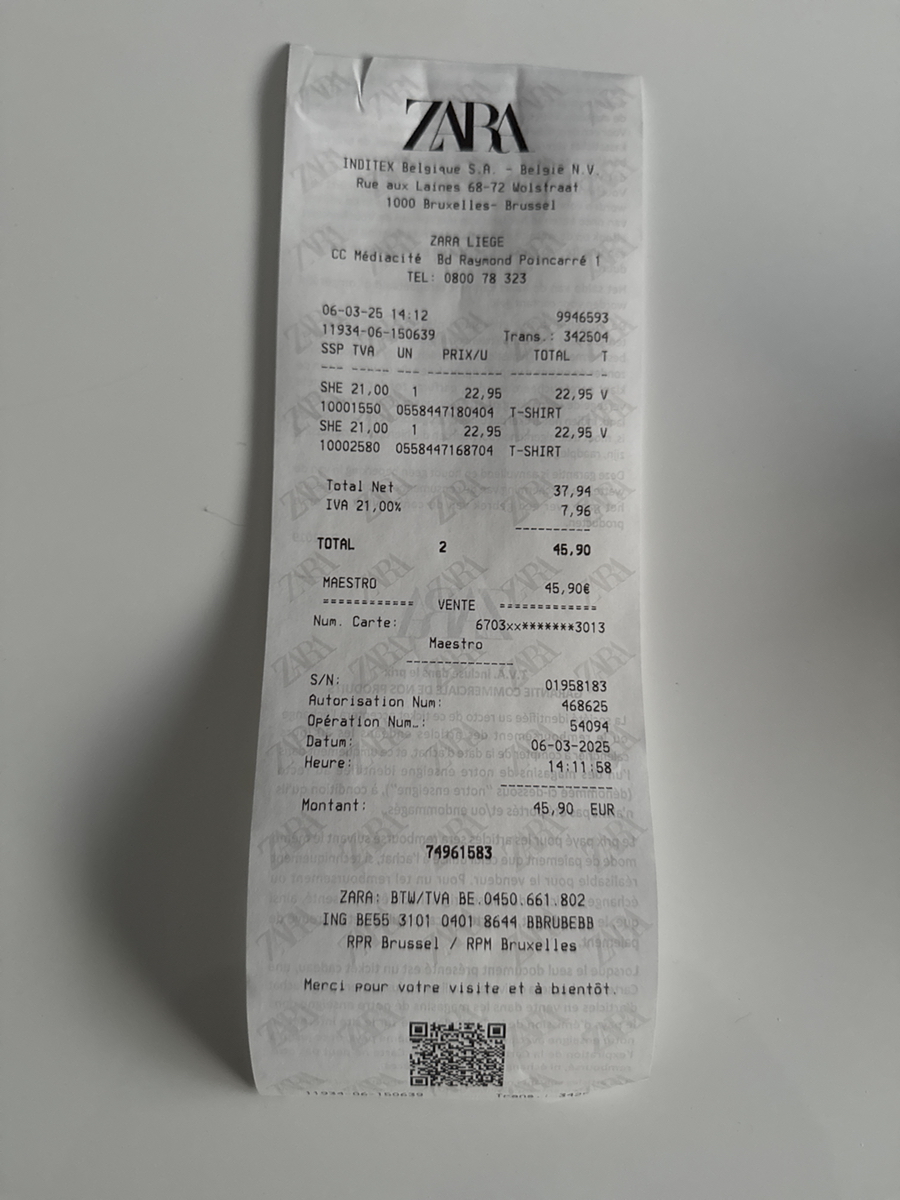 ZARA
INDITEX Belgique S.A. - België N.V.
Rue aux Laines 68-72 Wolstraat
1000 Bruxelles- Brussel
ZARA LIEGE
CC Médiacité Bd Raymond Poincarré 1
TEL: 0800 78 323
06-03-25 14:12 9946593
11934-06-150639 Trans.: 342504
SSP TVA UN PRIX/U TOTAL T
--- ----- --- ---------- ----------- -
SHE 21,00 1 22,95 22,95 V
10001550 0558447180404 T-SHIRT
SHE 21,00 1 22,95 22,95 V
10002580 0558447168704 T-SHIRT
Total Net 37,94
IVA 21,00% 7,96
----------
TOTAL 2 45,90
MAESTRO 45,90€
============ VENTE =============
Num. Carte: 6703xx*******3013
Maestro
--------------
S/N: 01958183
Autorisation Num: 468625
Opération Num..: 54094
Datum: 06-03-2025
Heure: 14:11:58
---------------
Montant: 45,90 EUR
74961583
ZARA: BTW/TVA BE.0450.661.802
ING BE55 3101 0401 8644 BBRUBEBB
RPR Brussel / RPM Bruxelles
Merci pour votre visite et à bientôt.
11934-06-150639 Trans.: 342